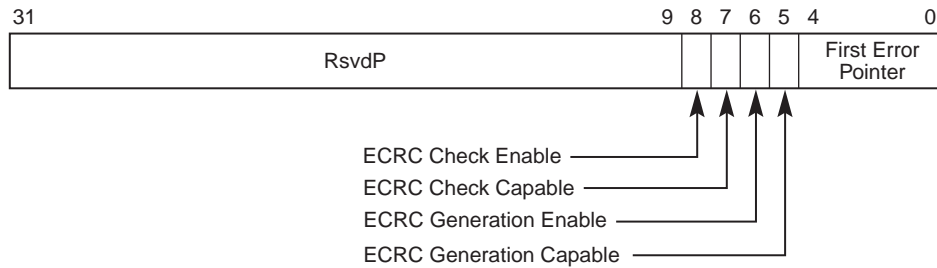 31 9 8 7 6 5 4 0
RsvdP
First Error
Pointer
ECRC Check Enable
ECRC Check Capable
ECRC Generation Enable
ECRC Generation Capable